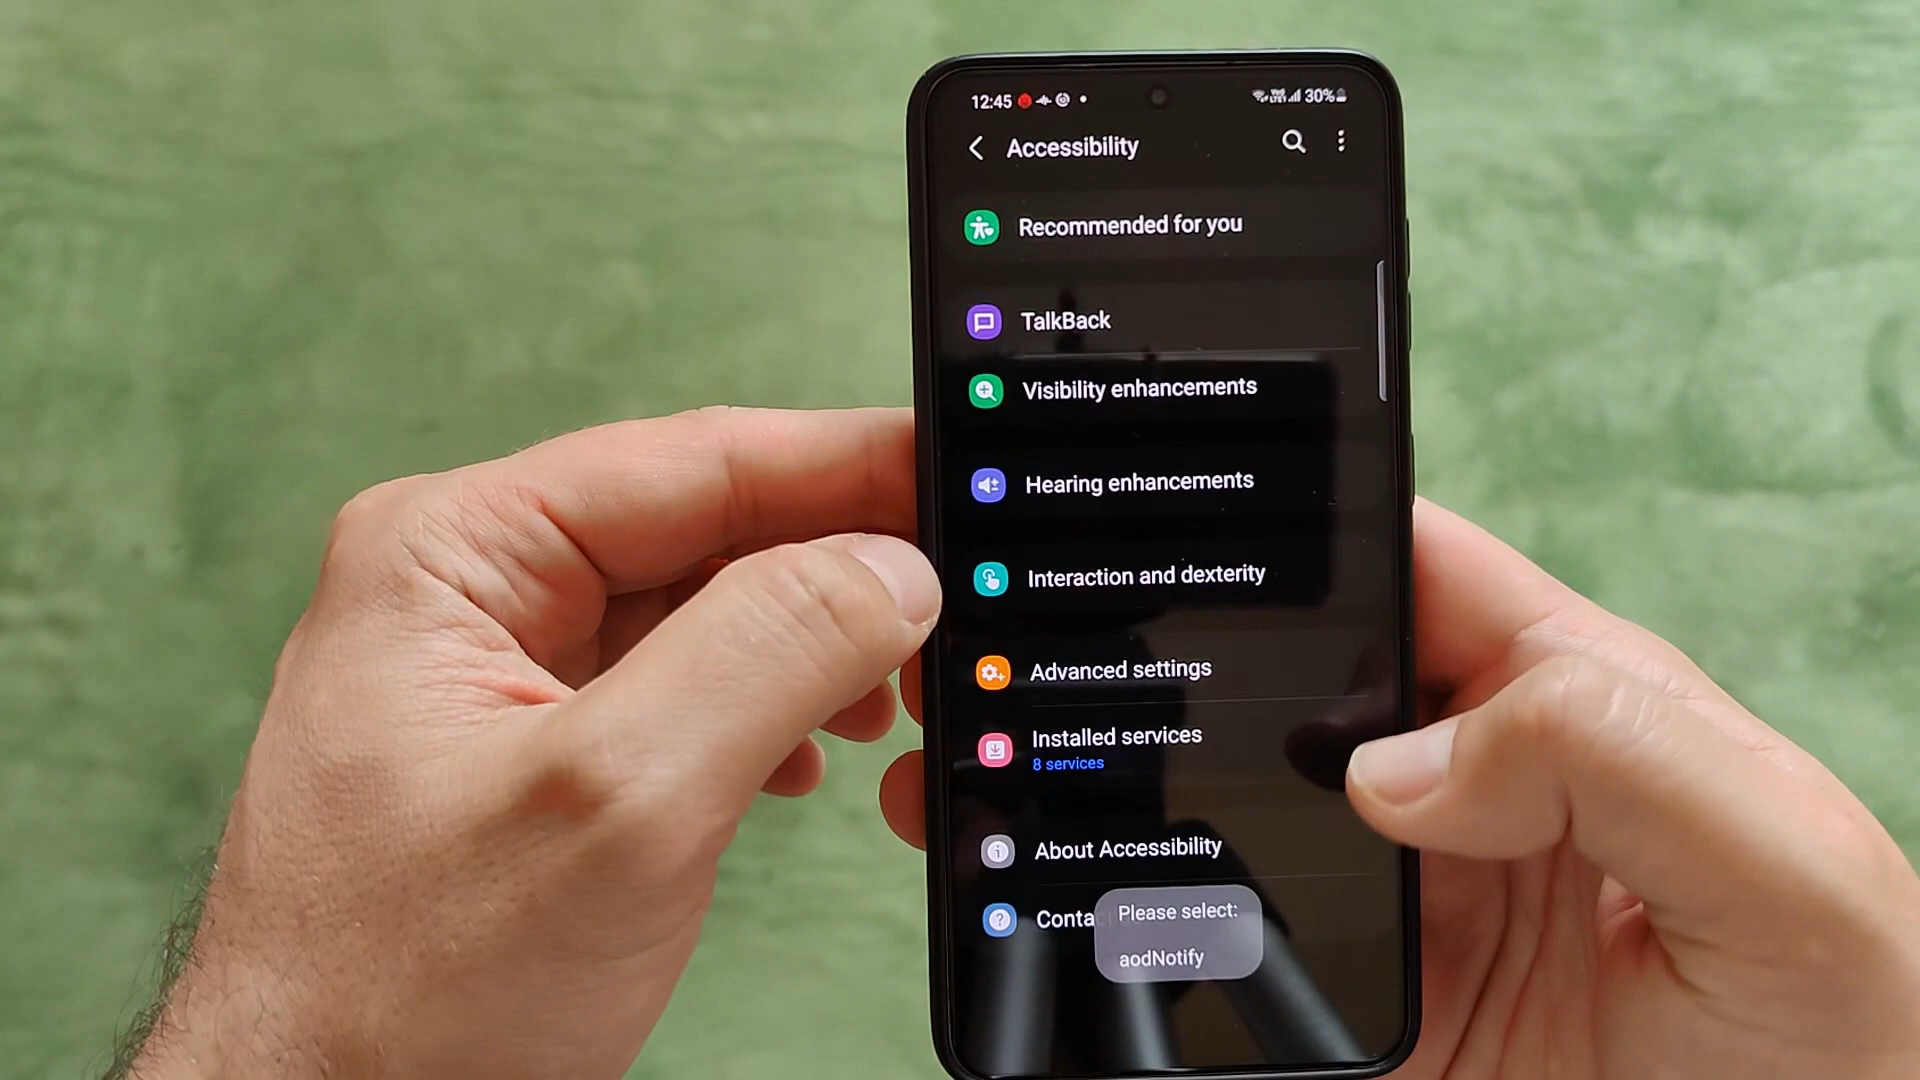 12:45
30%
Accessibility
Recommended for you
TalkBack
Visibility enhancements
Hearing enhancements
Interaction and dexterity
Advanced settings
Installed services
8 services
About Accessibility
Conta
Please select:
aodNotify